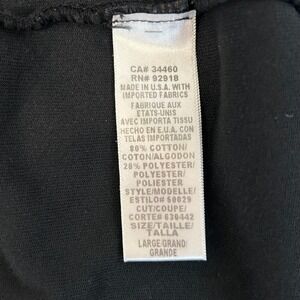 CA# 34460
RN# 92918
MADE IN U.S.A. WITH
IMPORTED FABRICS
FABRIQUE AUX
ETATS-UNIS
AVEC IMPORTA TISSU
HECHO EN E.U.A. CON
TELAS IMPORTADAS
80% COTTON/
COTON/ALGODON
20% POLYESTER/
POLYESTER/
POLIESTER
STYLE/MODELLE/
ESTILO# 50029
CUT/COUPE/
CORTE# 630442
SIZE/TAILLE/
TALLA
LARGE/GRAND/
GRANDE